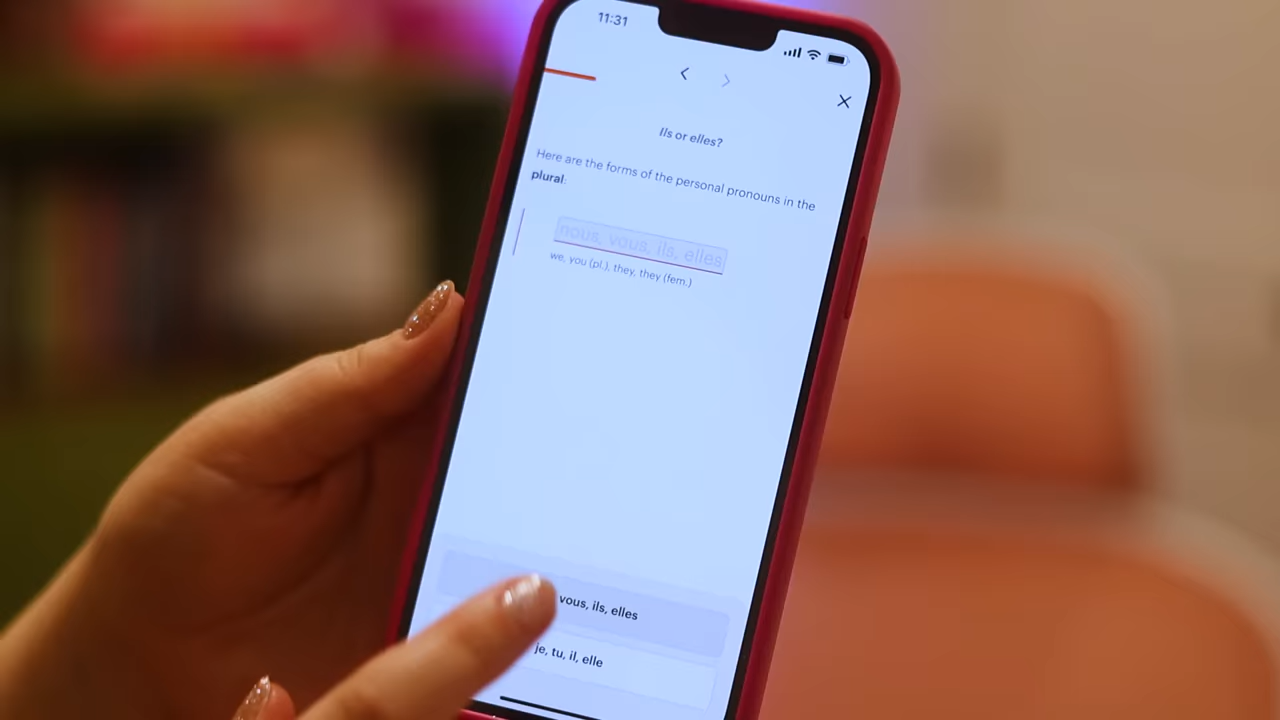 11:31
Ils or elles?
Here are the forms of the personal pronouns in the
plural:
nous, vous, ils, elles
we, you (pl.), they, they (fem.)
vous, ils, elles
je, tu, il, elle